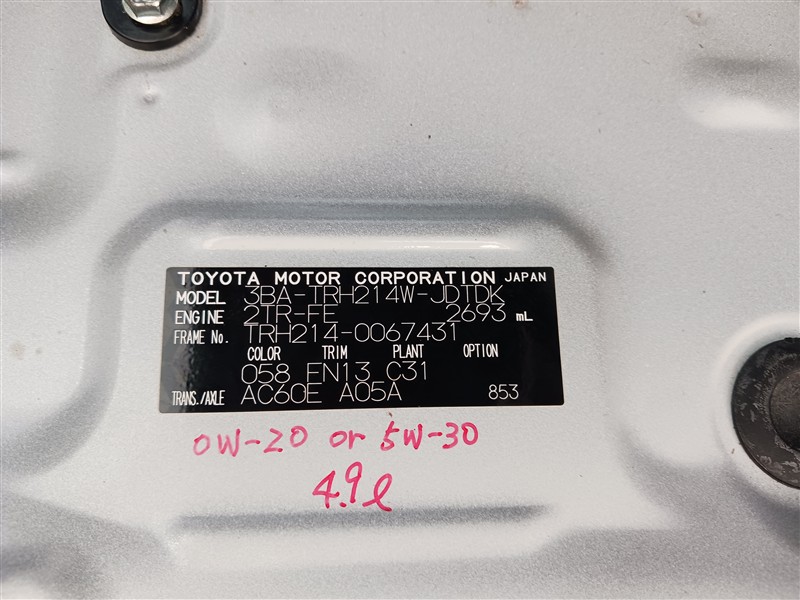 TOYOTA MOTOR CORPORATION JAPAN
MODEL 3BA-TRH214W-JDTDK
ENGINE 2TR-FE 2693 mL
FRAME No. TRH214-0067431
COLOR TRIM PLANT OPTION
058 FN13 C31
TRANS./AXLE AC60E A05A 853
0W-20 or 5W-30
4.9ℓ